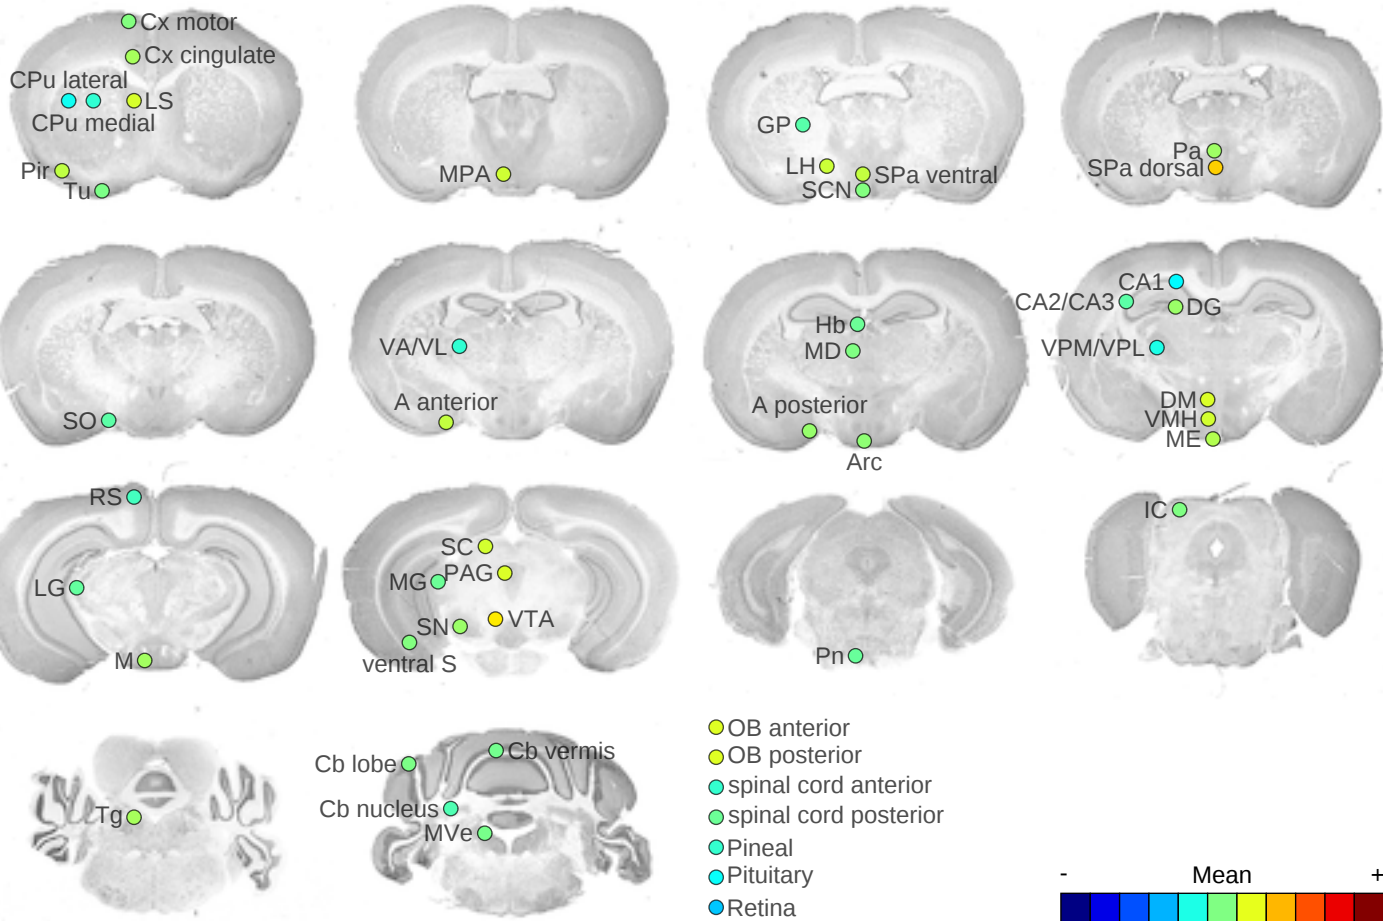 Cx motor
Cx cingulate
CPu lateral
LS
CPu medial
Pir
Tu
MPA
GP
LH
SPa ventral
SCN
Pa
SPa dorsal
SO
VA/VL
A anterior
Hb
MD
A posterior
Arc
CA1
CA2/CA3
DG
VPM/VPL
DM
VMH
ME
RS
LG
M
SC
PAG
MG
VTA
SN
ventral S
Pn
IC
Tg
Cb vermis
Cb lobe
Cb nucleus
MVe
OB anterior
OB posterior
spinal cord anterior
spinal cord posterior
Pineal
Pituitary
Retina
- Mean +